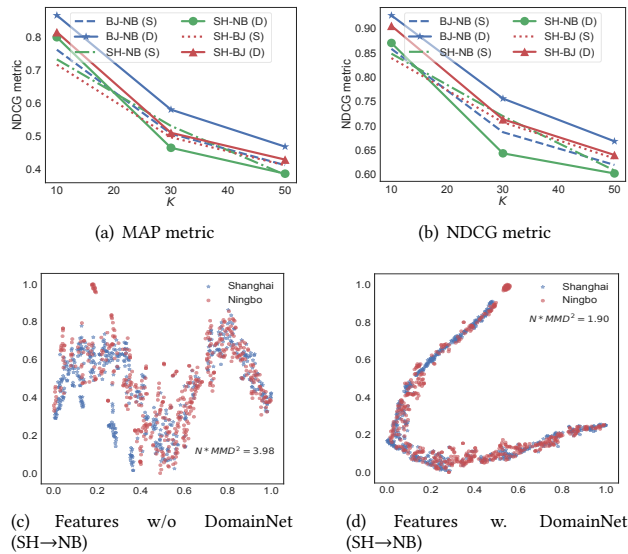 BJ-NB (S)
BJ-NB (D)
SH-NB (S)
SH-NB (D)
SH-BJ (S)
SH-BJ (D)
NDCG metric
0.8
0.7
0.6
0.5
0.4
10 20 30 40 50
K
(a) MAP metric
BJ-NB (S)
BJ-NB (D)
SH-NB (S)
SH-NB (D)
SH-BJ (S)
SH-BJ (D)
NDCG metric
0.90
0.85
0.80
0.75
0.70
0.65
0.60
10 20 30 40 50
K
(b) NDCG metric
Shanghai
Ningbo
N*MMD² = 3.98
1.0
0.8
0.6
0.4
0.2
0.0
0.0 0.2 0.4 0.6 0.8 1.0
(c) Features w/o DomainNet
(SH→NB)
Shanghai
Ningbo
N*MMD² = 1.90
1.0
0.8
0.6
0.4
0.2
0.0
0.0 0.2 0.4 0.6 0.8 1.0
(d) Features w. DomainNet
(SH→NB)